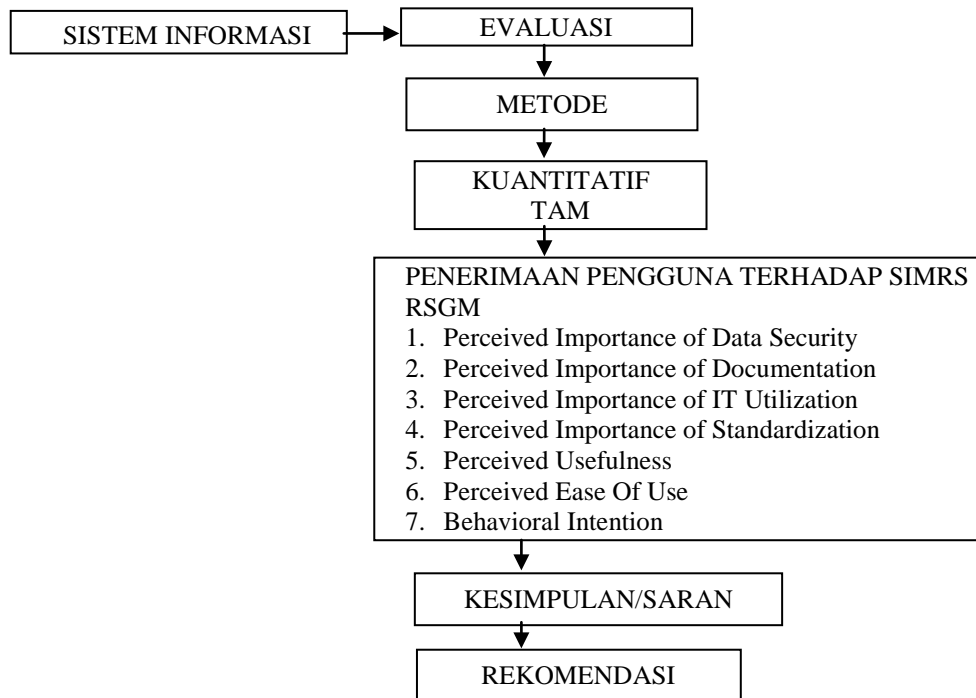 SISTEM INFORMASI
EVALUASI
METODE
KUANTITATIF
TAM
PENERIMAAN PENGGUNA TERHADAP SIMRS
RSGM
1. Perceived Importance of Data Security
2. Perceived Importance of Documentation
3. Perceived Importance of IT Utilization
4. Perceived Importance of Standardization
5. Perceived Usefulness
6. Perceived Ease Of Use
7. Behavioral Intention
KESIMPULAN/SARAN
REKOMENDASI